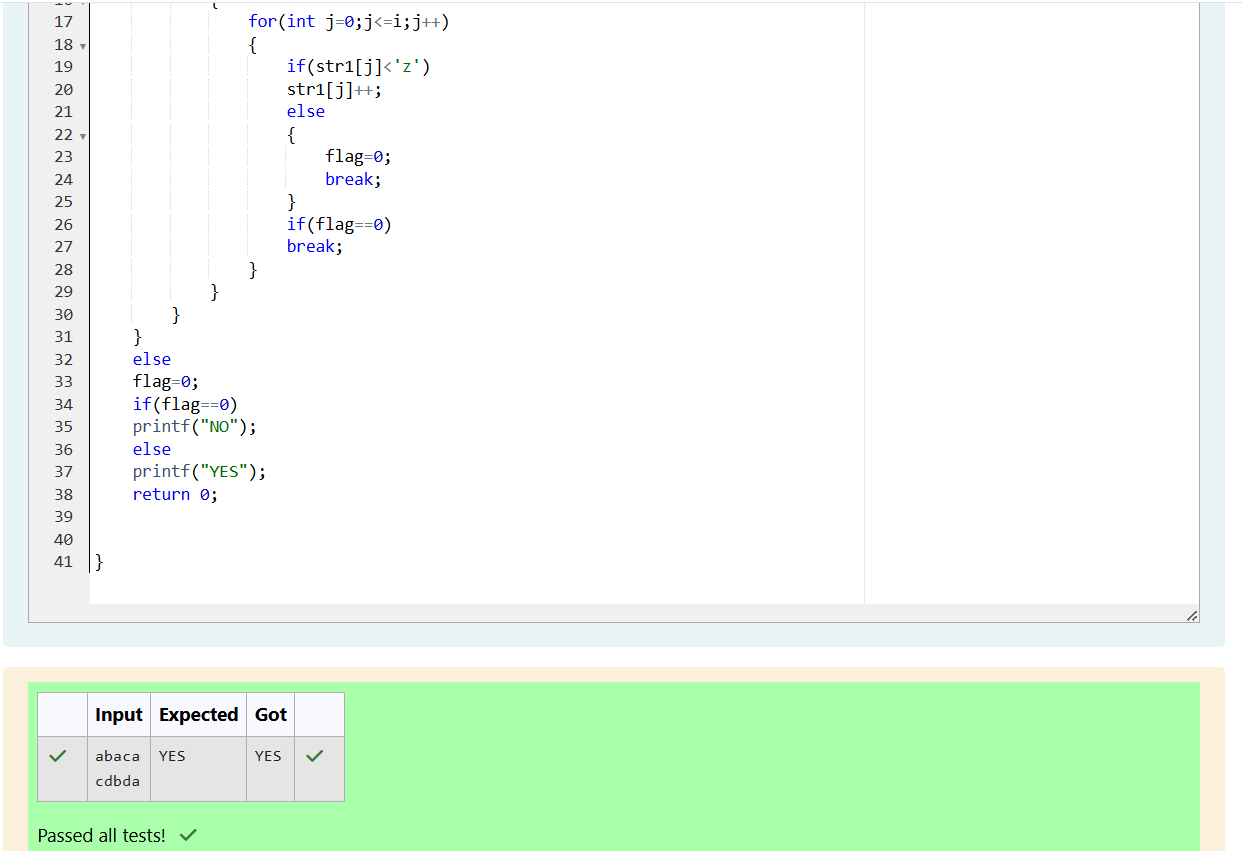 17 for(int j=0;j<=i;j++)
18 {
19 if(str1[j]<'z')
20 str1[j]++;
21 else
22 {
23 flag=0;
24 break;
25 }
26 if(flag==0)
27 break;
28 }
29 }
30 }
31 }
32 else
33 flag=0;
34 if(flag==0)
35 printf("NO");
36 else
37 printf("YES");
38 return 0;
39
40
41 }
Input Expected Got
abaca YES YES
cdbda
Passed all tests!